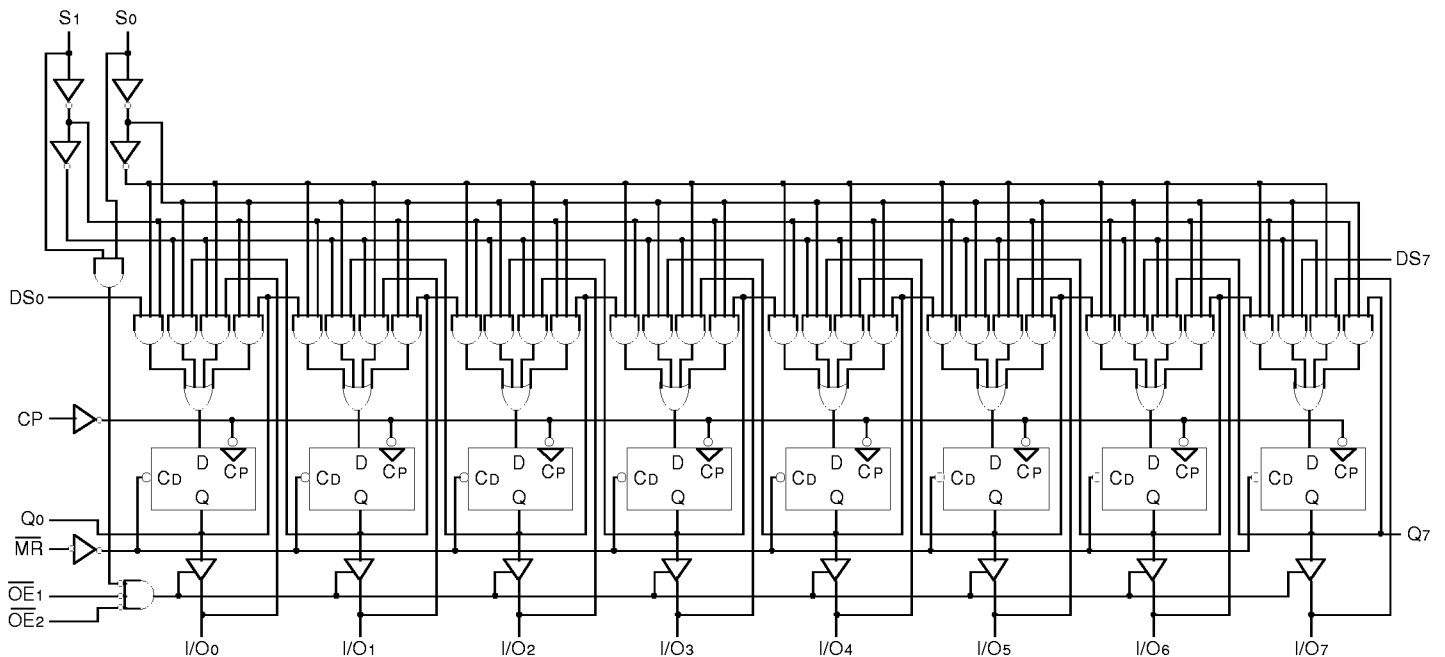 S1 S0
DS7
DS0
CP
CP CP CP CP CP CP CP CP
D D D D D D D D
CD CD CD CD CD CD CD CD
Q Q Q Q Q Q Q Q
Q0
Q7
MR
OE1
OE2
I/O0 I/O1 I/O2 I/O3 I/O4 I/O5 I/O6 I/O7